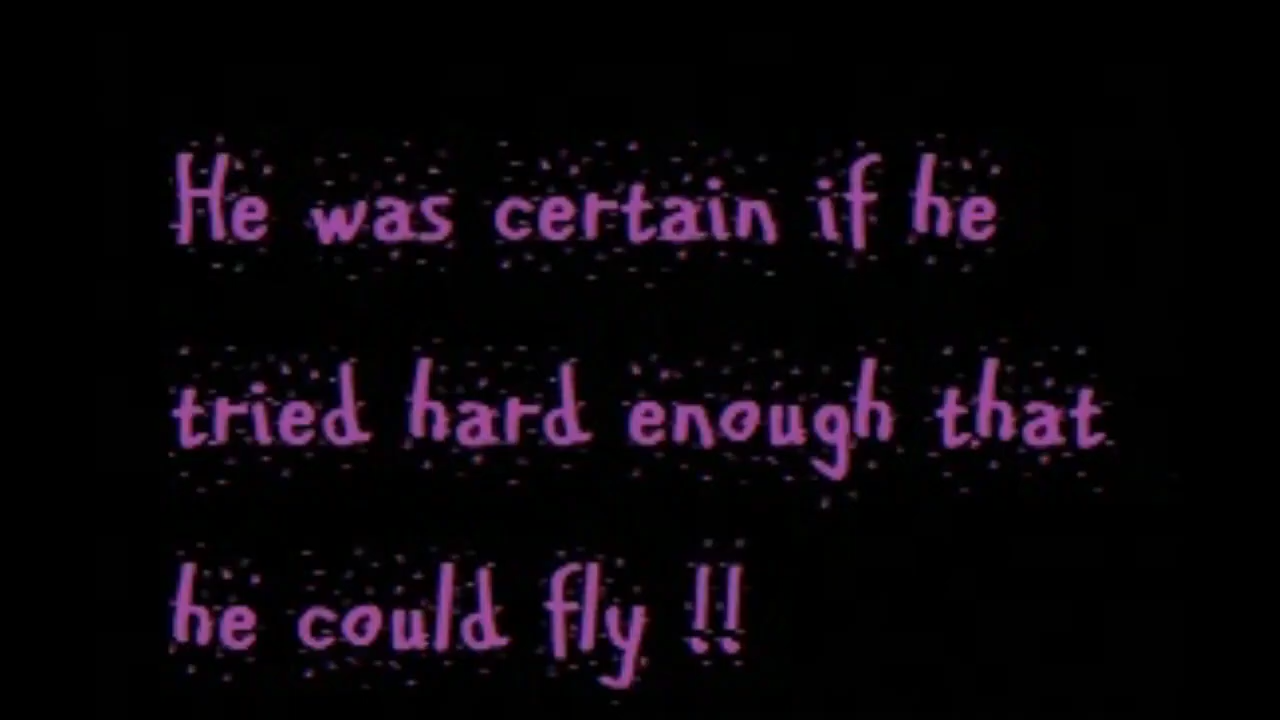 He was certain if he
tried hard enough that
he could fly !!